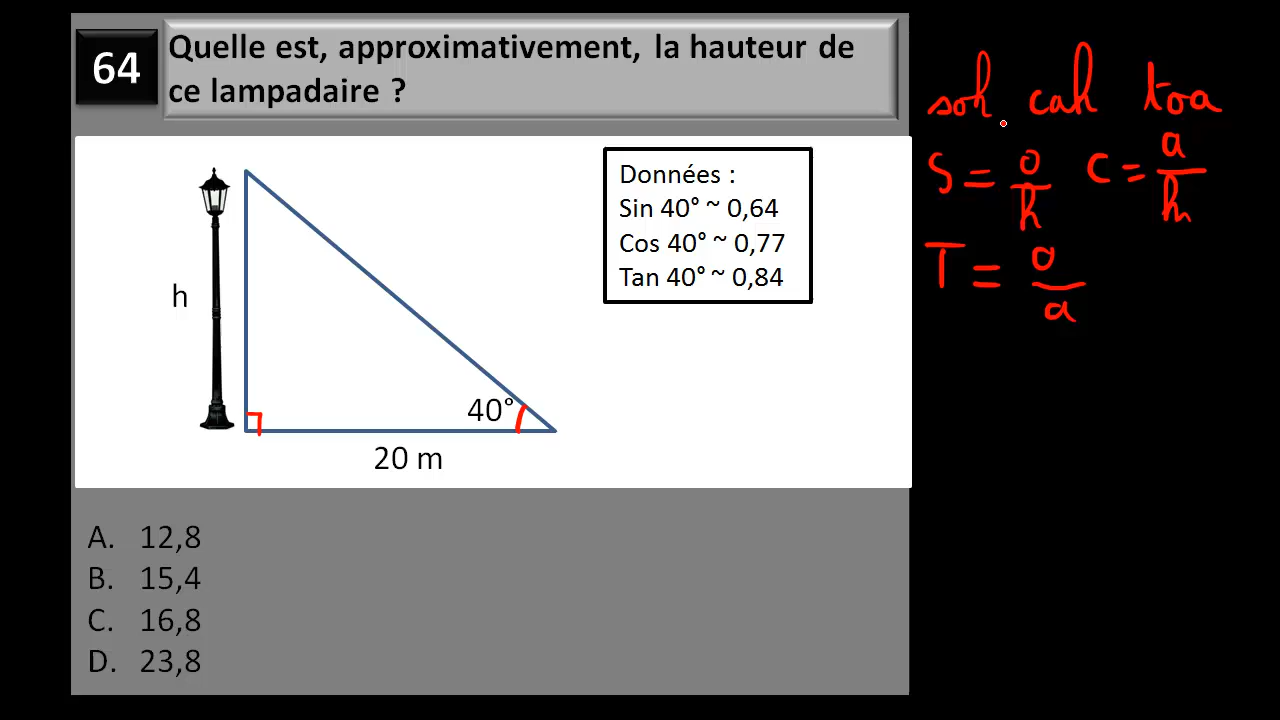 64
Quelle est, approximativement, la hauteur de
ce lampadaire ?
soh cah toa
S = o/h C = a/h
T = o/a
Données :
Sin 40° ~ 0,64
Cos 40° ~ 0,77
Tan 40° ~ 0,84
h
40°
20 m
A. 12,8
B. 15,4
C. 16,8
D. 23,8